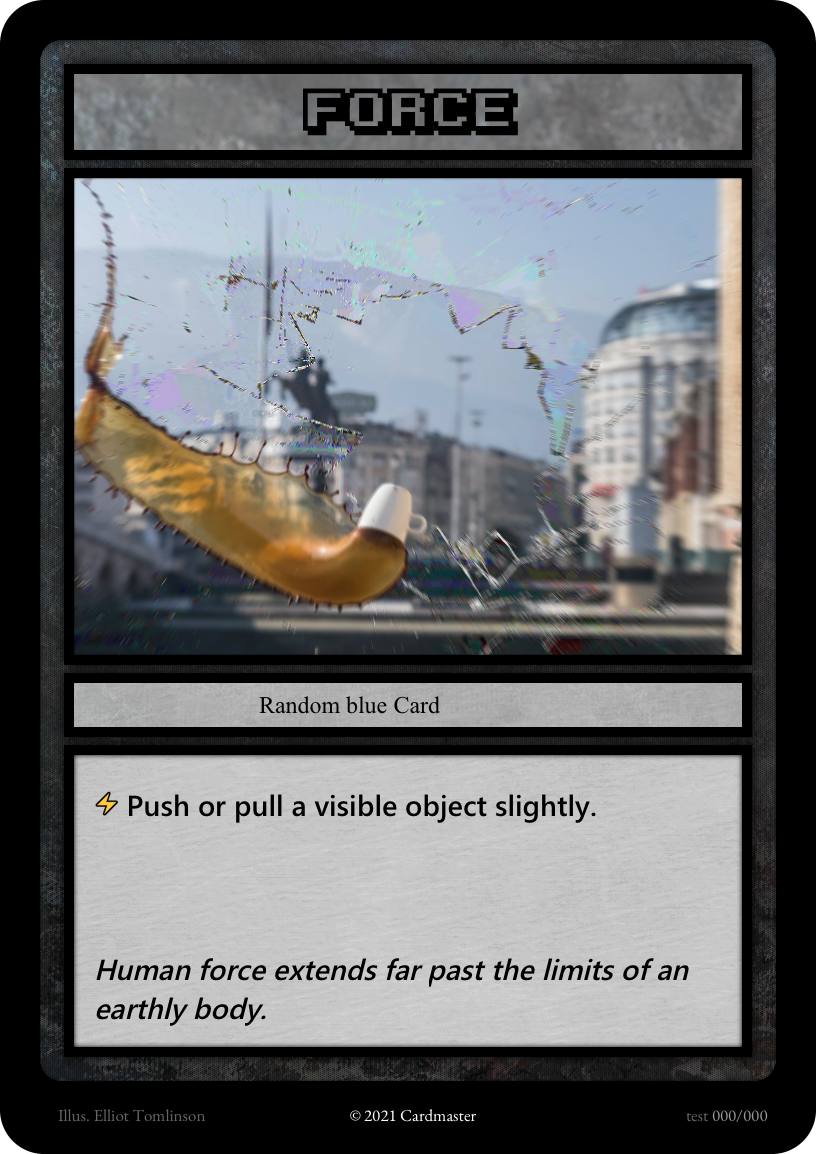 FORCE
Random blue Card
⚡ Push or pull a visible object slightly.
Human force extends far past the limits of an
earthly body.
Illus. Elliot Tomlinson
© 2021 Cardmaster
test 000/000